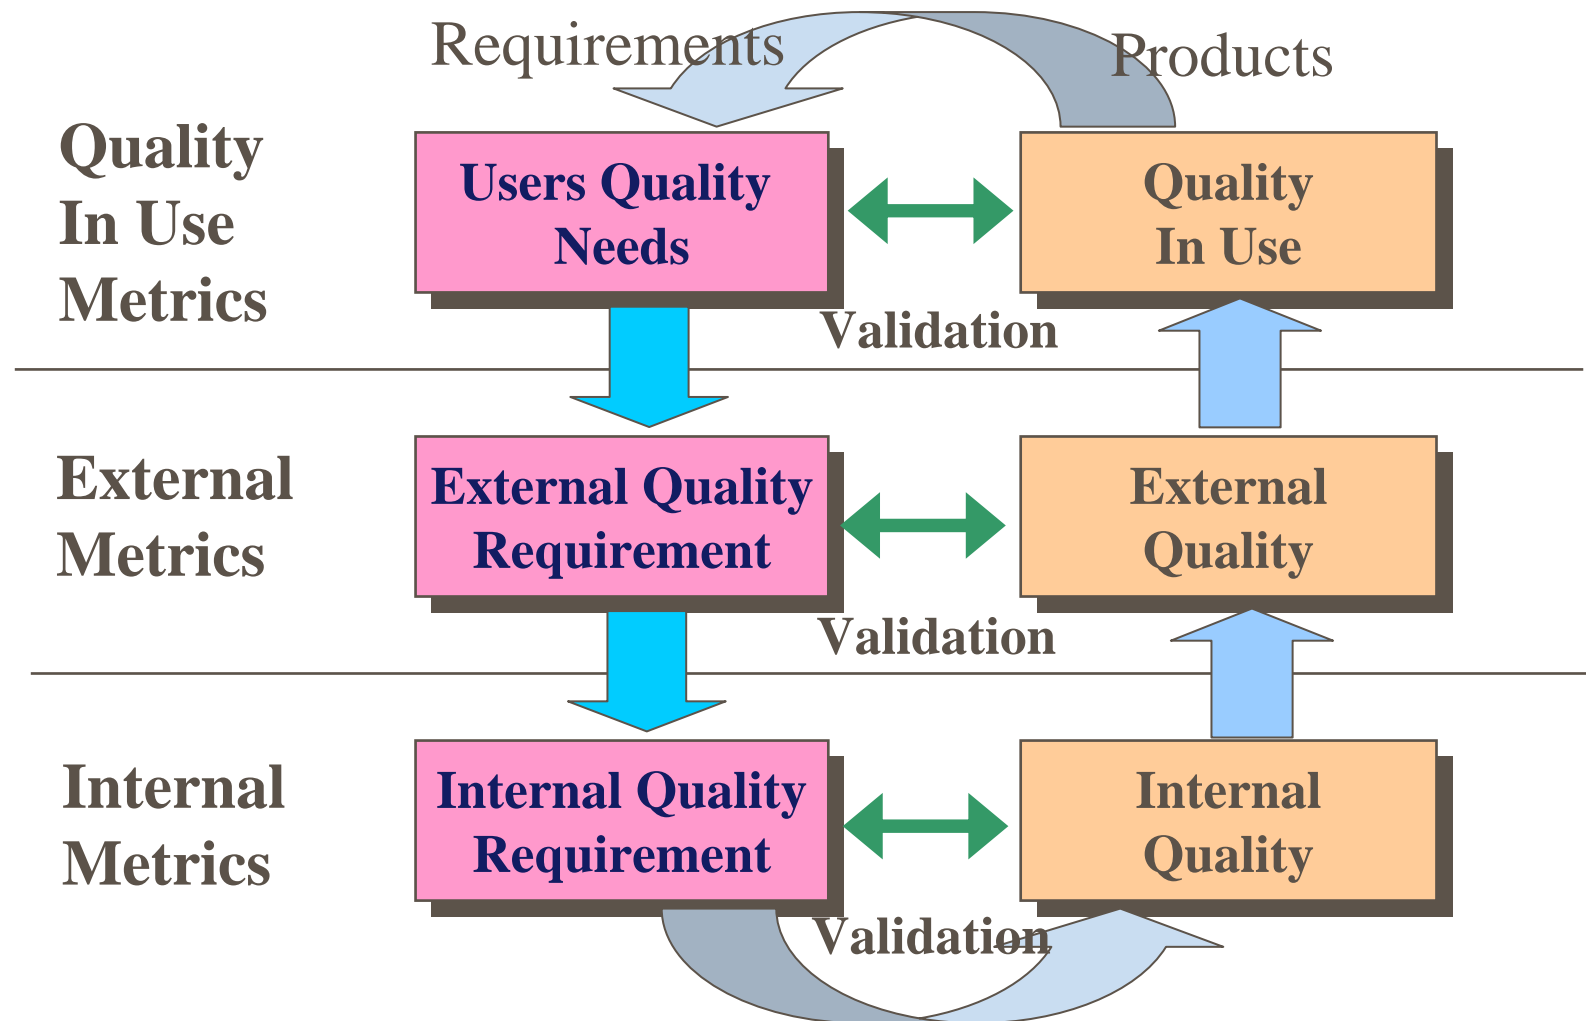 Requirements
Products
Quality
In Use
Metrics
Users Quality
Needs
Quality
In Use
Validation
External
Metrics
External Quality
Requirement
External
Quality
Validation
Internal
Metrics
Internal Quality
Requirement
Internal
Quality
Validation